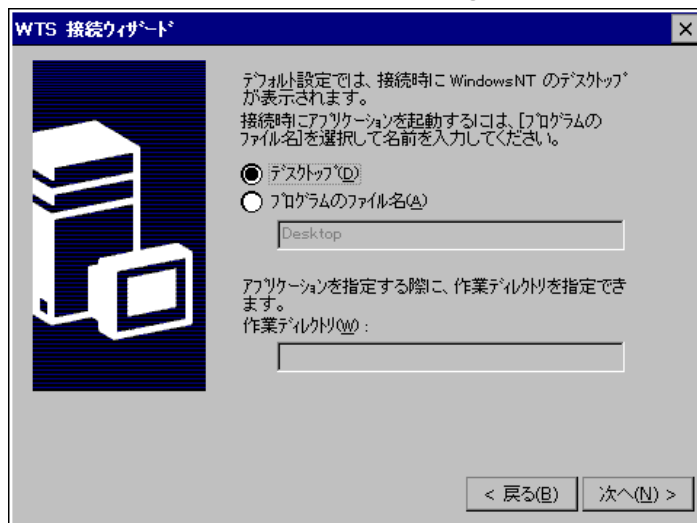 WTS 接続ｳｨｻﾞｰﾄﾞ
ﾃﾞﾌｫﾙﾄ設定では、接続時に WindowsNT のﾃﾞｽｸﾄｯﾌﾟ
が表示されます。
接続時にｱﾌﾟﾘｹｰｼｮﾝを起動するには、[ﾌﾟﾛｸﾞﾗﾑの
ﾌｧｲﾙ名]を選択して名前を入力してください。
ﾃﾞｽｸﾄｯﾌﾟ(D)
ﾌﾟﾛｸﾞﾗﾑのﾌｧｲﾙ名(A)
Desktop
ｱﾌﾟﾘｹｰｼｮﾝを指定する際に、作業ﾃﾞｨﾚｸﾄﾘを指定でき
ます。
作業ﾃﾞｨﾚｸﾄﾘ(W) :
< 戻る(B)
次へ(N) >